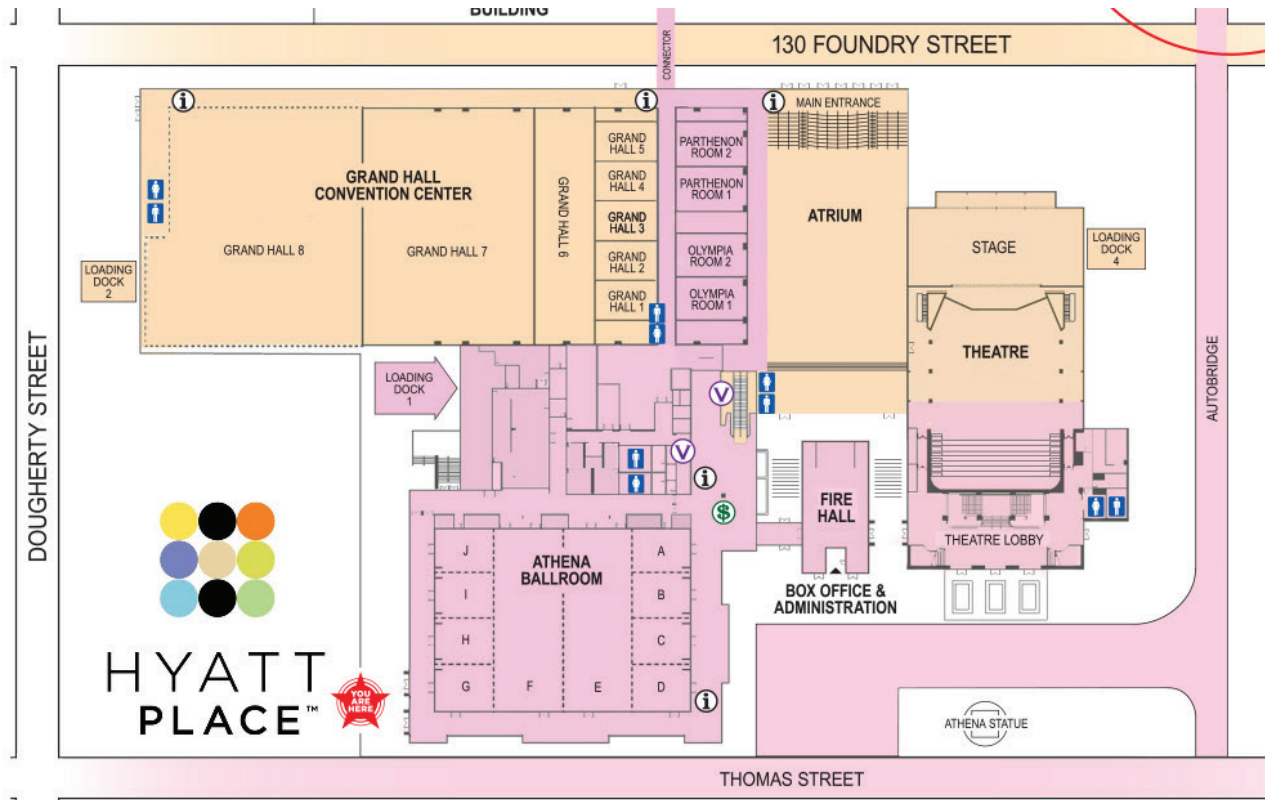 BUILDING
130 FOUNDRY STREET
CONNECTOR
MAIN ENTRANCE
GRAND HALL
CONVENTION CENTER
GRAND HALL 8
GRAND HALL 7
GRAND HALL 6
GRAND
HALL 5
GRAND
HALL 4
GRAND
HALL 3
GRAND
HALL 2
GRAND
HALL 1
PARTHENON
ROOM 2
PARTHENON
ROOM 1
OLYMPIA
ROOM 2
OLYMPIA
ROOM 1
ATRIUM
STAGE
THEATRE
THEATRE LOBBY
LOADING
DOCK
2
LOADING
DOCK
4
LOADING
DOCK
1
DOUGHERTY STREET
AUTOBRIDGE
V
V
i
i
i
i
i
$
FIRE
HALL
BOX OFFICE &
ADMINISTRATION
ATHENA
BALLROOM
J
A
I
B
H
C
G
F
E
D
HYATT
PLACE™
YOU
ARE
HERE
ATHENA STATUE
THOMAS STREET